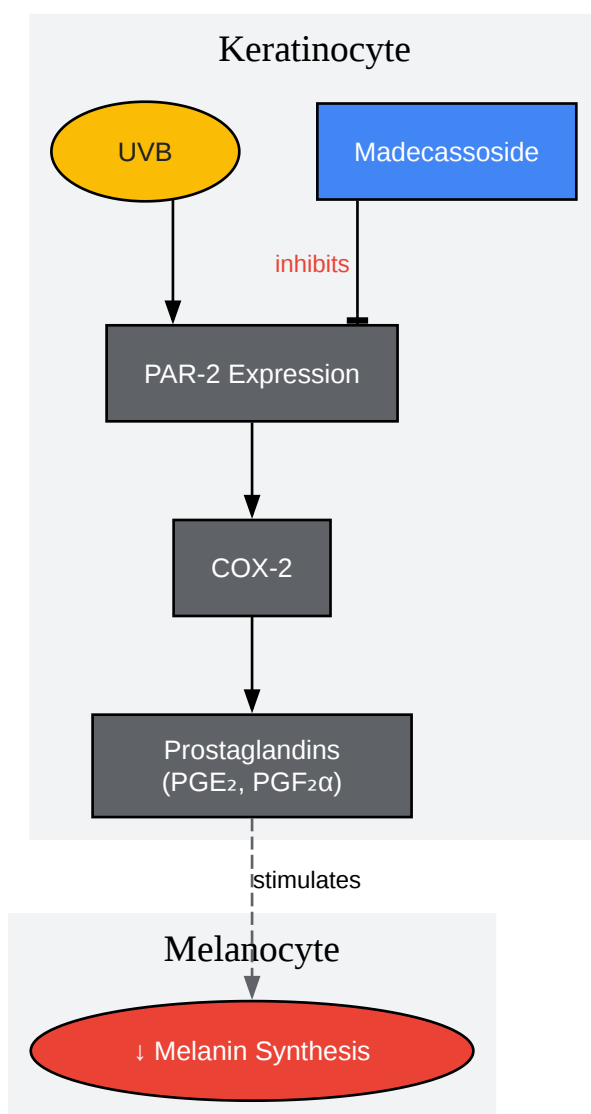 Keratinocyte
UVB
Madecassoside
inhibits
PAR-2 Expression
COX-2
Prostaglandins
(PGE₂, PGF₂α)
stimulates
Melanocyte
↓ Melanin Synthesis